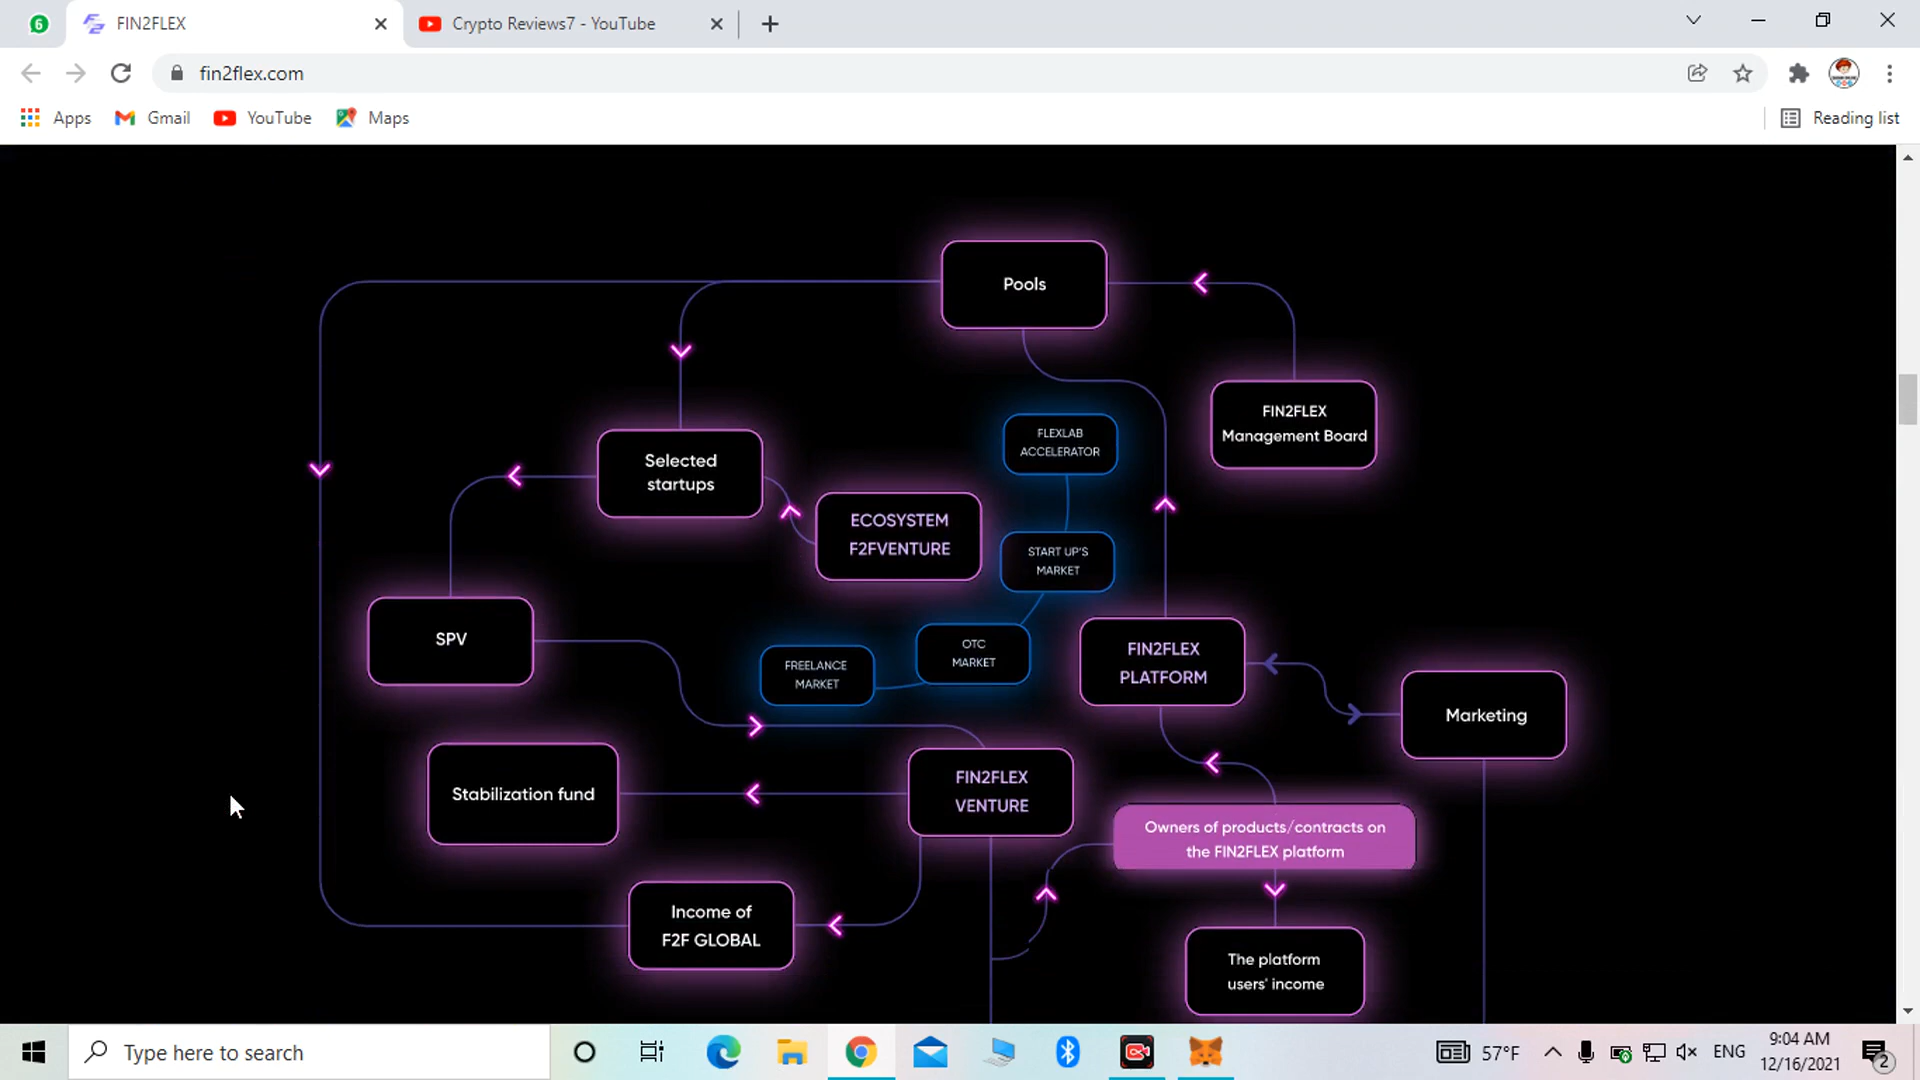 6
FIN2FLEX
Crypto Reviews7 - YouTube
fin2flex.com
Apps
Gmail
YouTube
Maps
Reading list
Pools
FIN2FLEX
Management Board
FLEXLAB
ACCELERATOR
Selected
startups
ECOSYSTEM
F2FVENTURE
START UP'S
MARKET
SPV
OTC
MARKET
FREELANCE
MARKET
FIN2FLEX
PLATFORM
Marketing
Stabilization fund
FIN2FLEX
VENTURE
Owners of products/contracts on
the FIN2FLEX platform
Income of
F2F GLOBAL
The platform
users' income
Type here to search
57°F
ENG
9:04 AM
12/16/2021
2